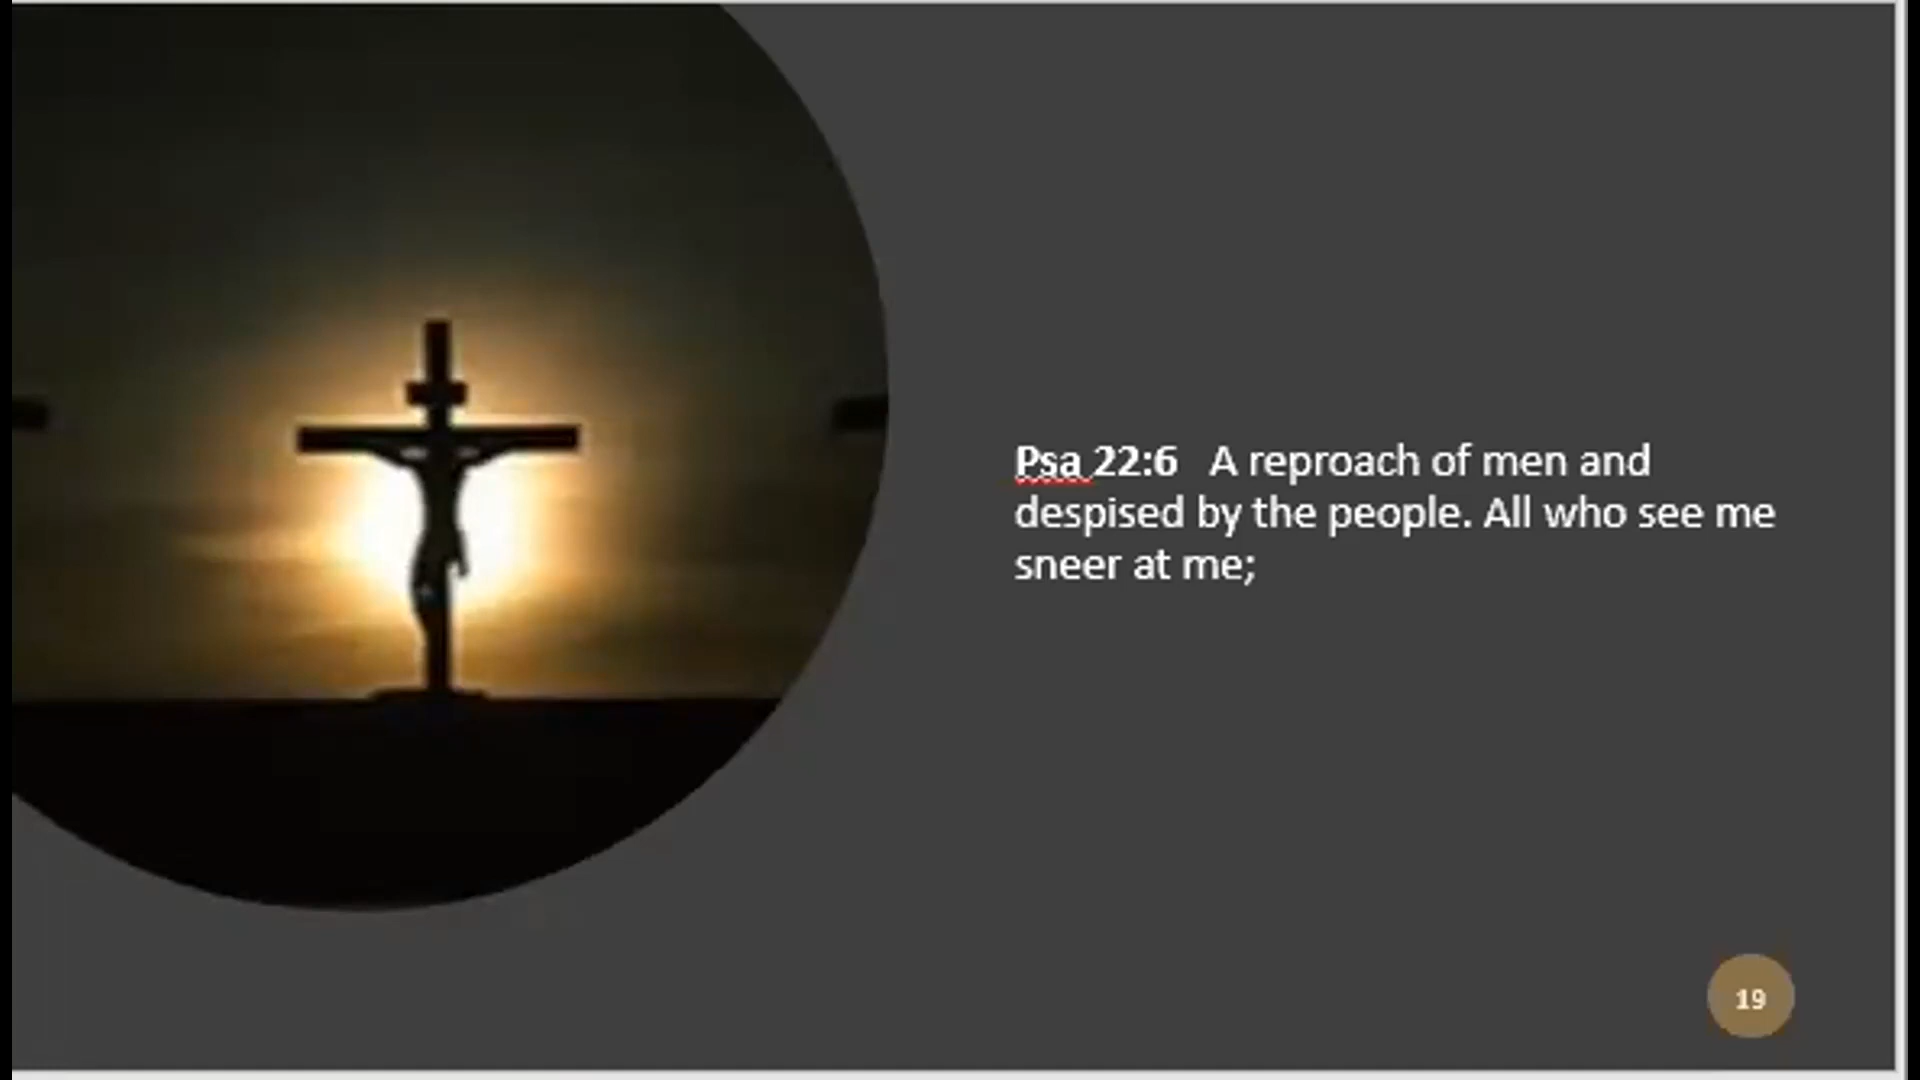 Psa 22:6 A reproach of men and
despised by the people. All who see me
sneer at me;
19